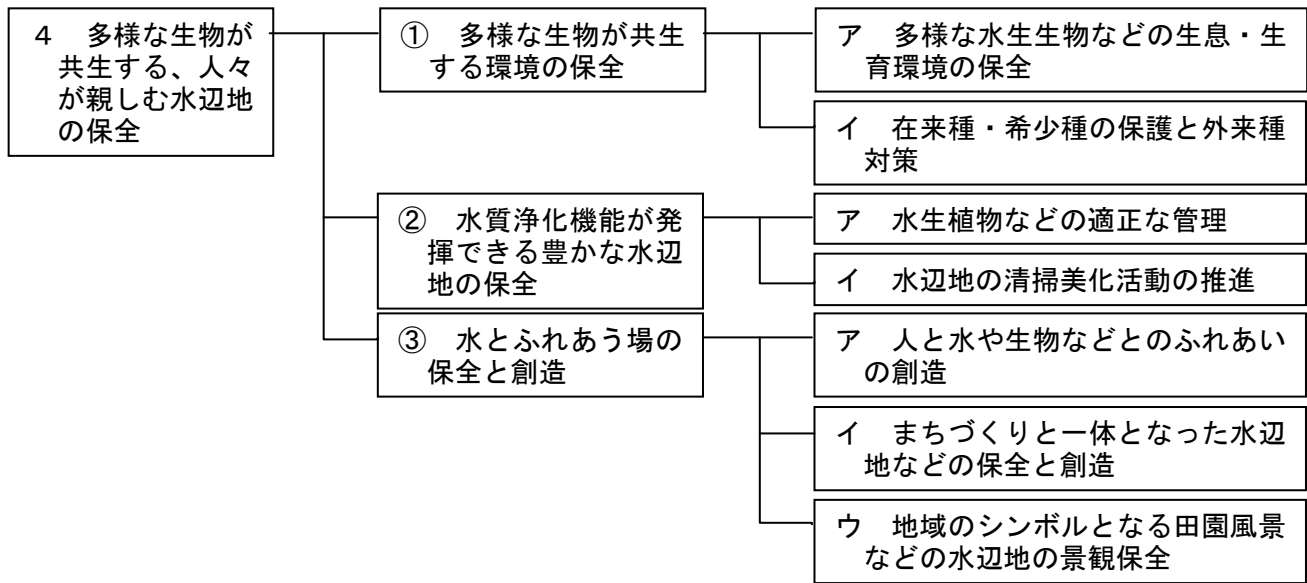 ４　多様な生物が
共生する、人々
が親しむ水辺地
の保全
①　多様な生物が共生
する環境の保全
ア　多様な水生生物などの生息・生
育環境の保全
イ　在来種・希少種の保護と外来種
対策
②　水質浄化機能が発
揮できる豊かな水辺
地の保全
ア　水生植物などの適正な管理
イ　水辺地の清掃美化活動の推進
③　水とふれあう場の
保全と創造
ア　人と水や生物などとのふれあい
の創造
イ　まちづくりと一体となった水辺
地などの保全と創造
ウ　地域のシンボルとなる田園風景
などの水辺地の景観保全